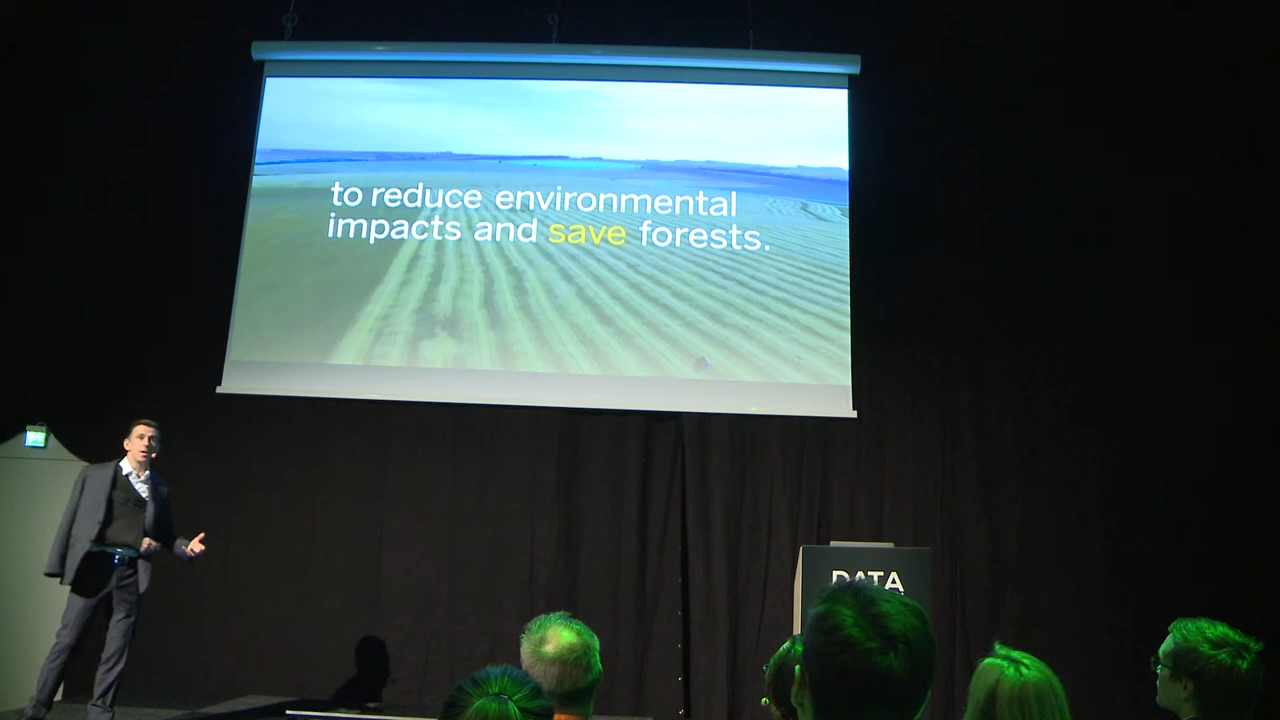 to reduce environmental
impacts and save forests.
DATA